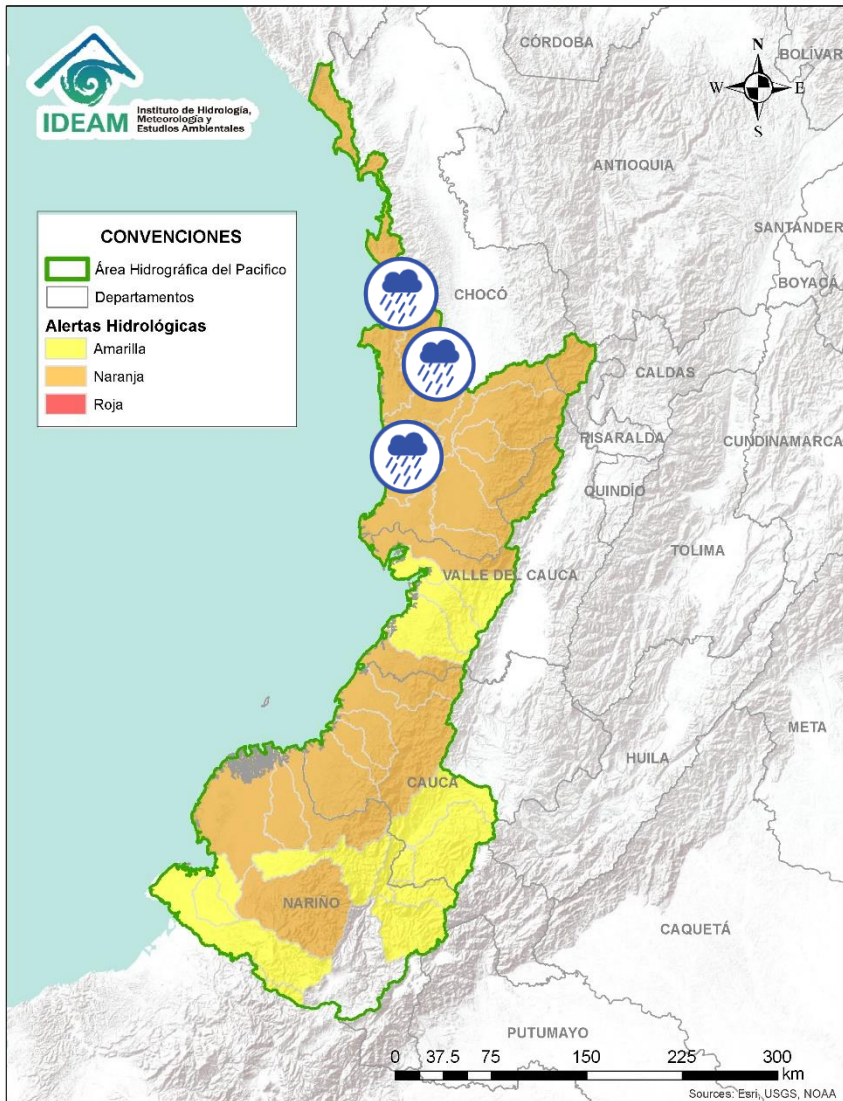 IDEAM
Instituto de Hidrología,
Meteorología y
Estudios Ambientales
N
W
E
S
CÓRDOBA
BOLÍVAR
ANTIOQUIA
SANTANDER
BOYACÁ
CHOCÓ
CALDAS
RISARALDA
CUNDINAMARCA
QUINDÍO
TOLIMA
VALLE DEL CAUCA
META
HUILA
CAUCA
NARIÑO
CAQUETÁ
PUTUMAYO
CONVENCIONES
Área Hidrográfica del Pacifico
Departamentos
Alertas Hidrológicas
Amarilla
Naranja
Roja
0 37.5 75 150 225 300
km
Sources: Esri, USGS, NOAA